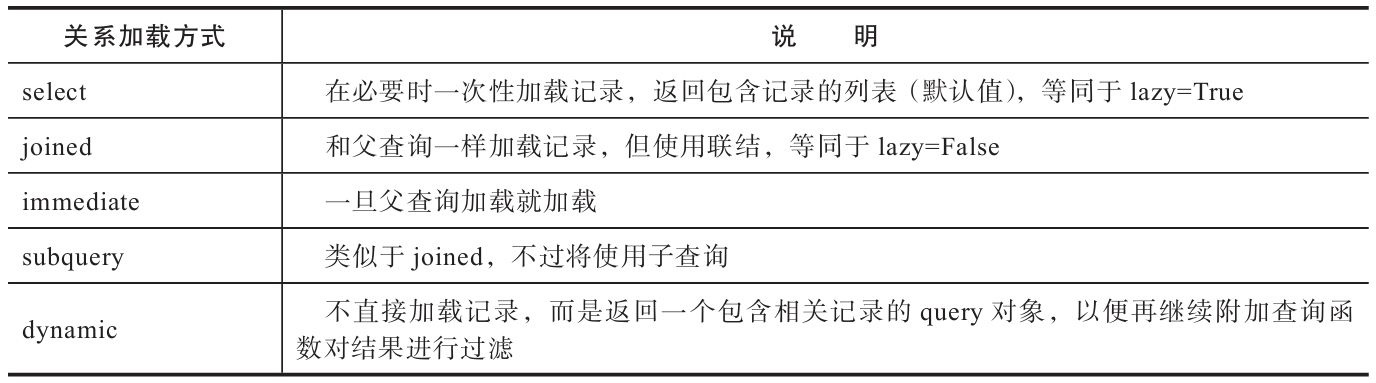 关系加载方式 说 明
select 在必要时一次性加载记录，返回包含记录的列表（默认值），等同于 lazy=True
joined 和父查询一样加载记录，但使用联结，等同于 lazy=False
immediate 一旦父查询加载就加载
subquery 类似于 joined，不过将使用子查询
dynamic 不直接加载记录，而是返回一个包含相关记录的 query 对象，以便再继续附加查询函
数对结果进行过滤